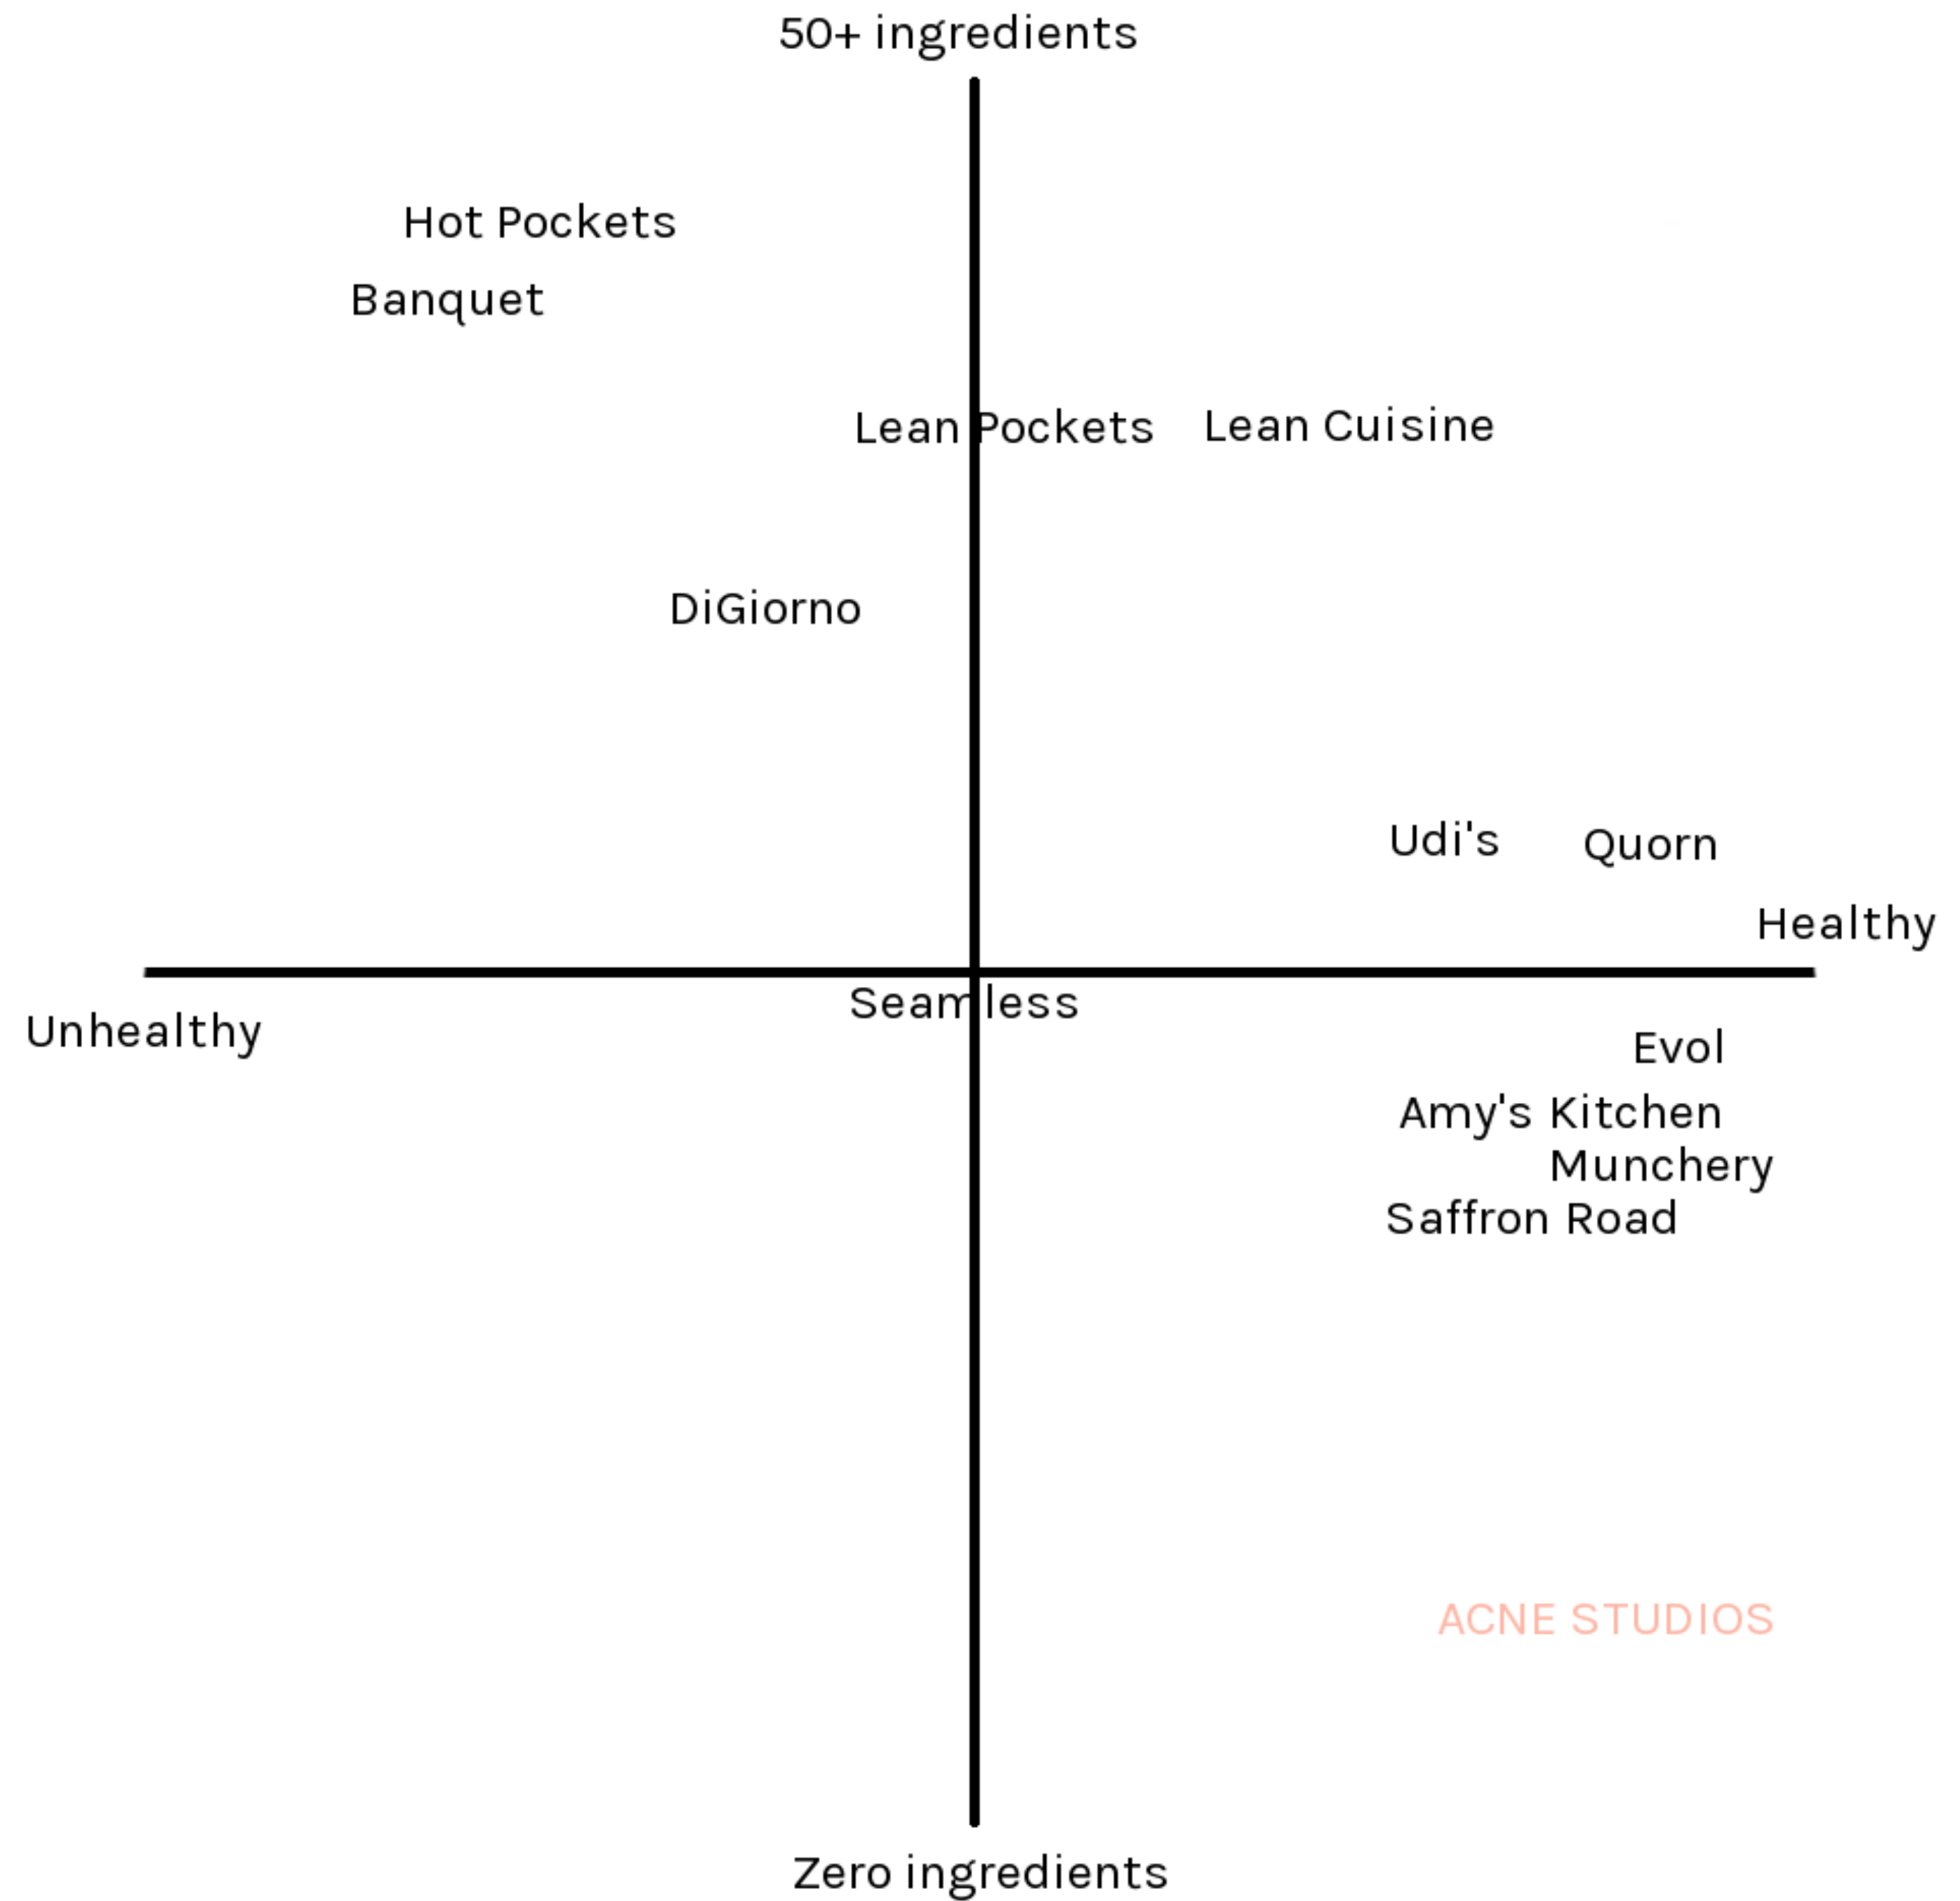 50+ ingredients
Hot Pockets
Banquet
Lean Pockets
Lean Cuisine
DiGiorno
Udi's
Quorn
Healthy
Seamless
Unhealthy
Evol
Amy's Kitchen
Munchery
Saffron Road
ACNE STUDIOS
Zero ingredients